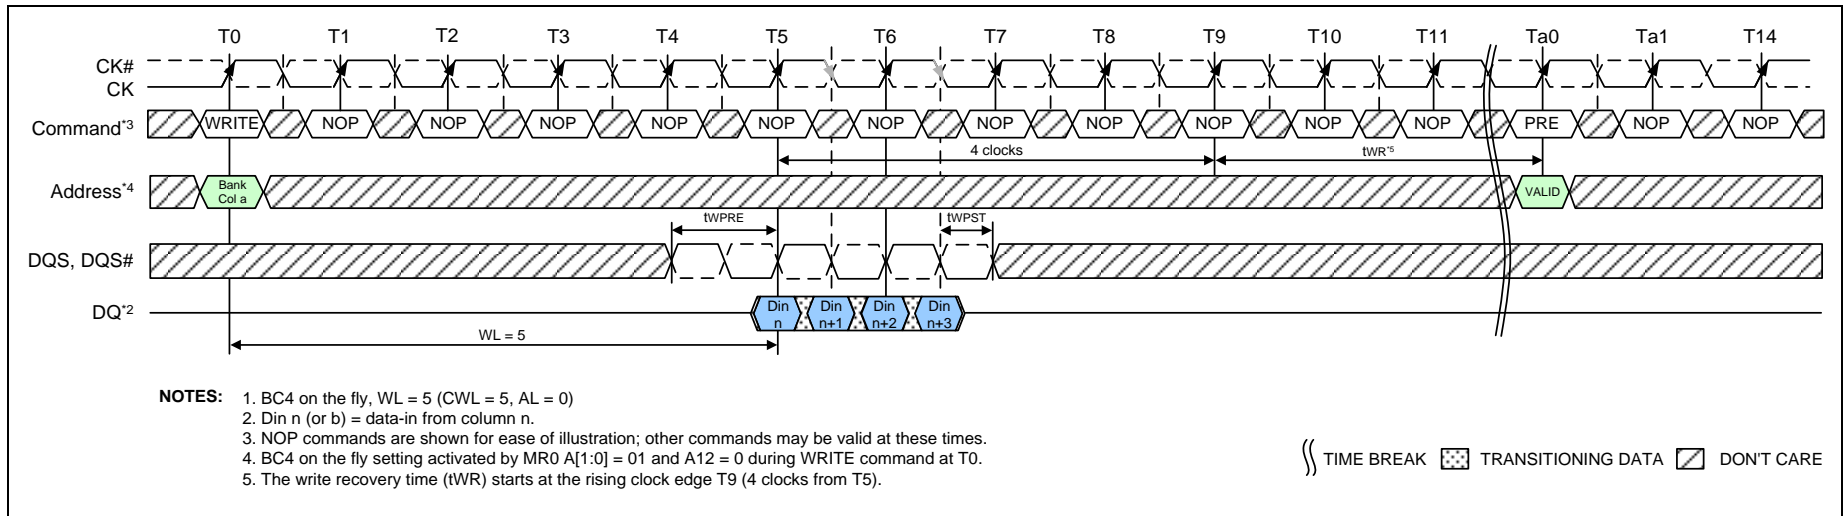 T0 T1 T2 T3 T4 T5 T6 T7 T8 T9 T10 T11 Ta0 Ta1 T14
CK#
CK
Command*3 WRITE NOP NOP NOP NOP NOP NOP NOP NOP NOP NOP NOP PRE NOP NOP
4 clocks tWR*5
Address*4 Bank Col a VALID
tWPRE tWPST
DQS, DQS#
DQ*2 Din n Din n+1 Din n+2 Din n+3
WL = 5
NOTES: 1. BC4 on the fly, WL = 5 (CWL = 5, AL = 0)
2. Din n (or b) = data-in from column n.
3. NOP commands are shown for ease of illustration; other commands may be valid at these times.
4. BC4 on the fly setting activated by MR0 A[1:0] = 01 and A12 = 0 during WRITE command at T0.
5. The write recovery time (tWR) starts at the rising clock edge T9 (4 clocks from T5).
TIME BREAK TRANSITIONING DATA DON'T CARE